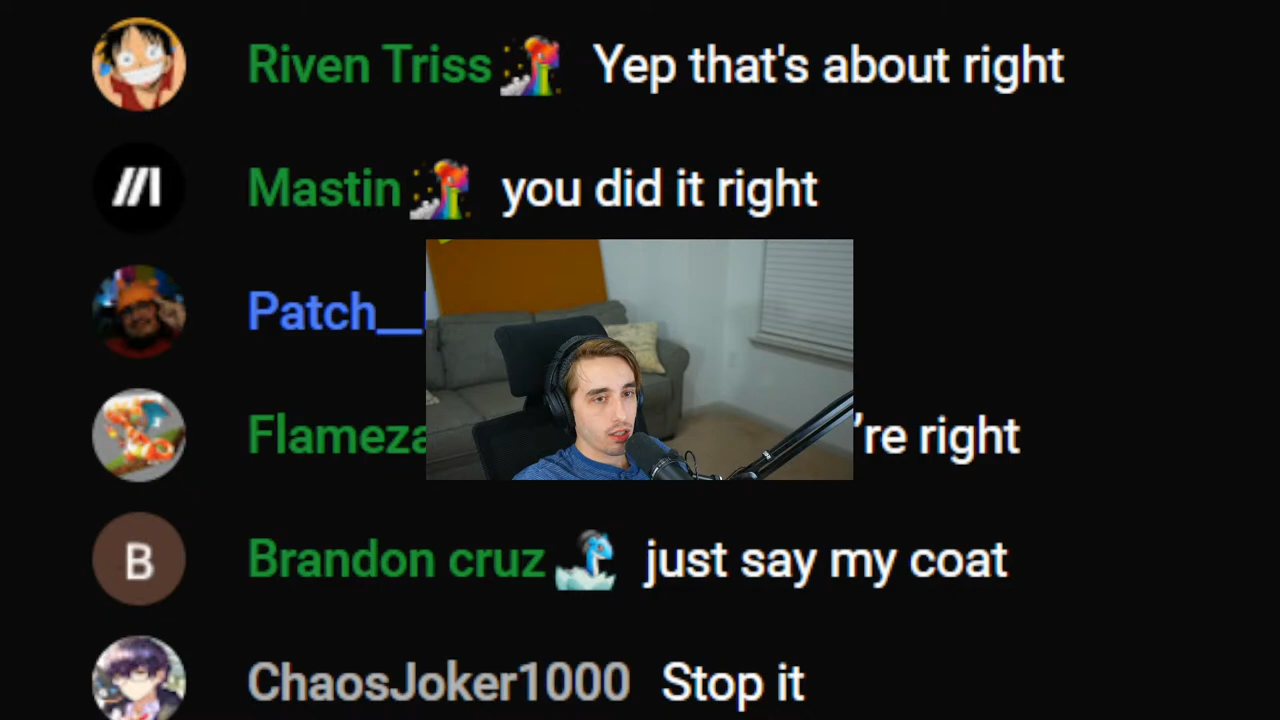 Riven Triss Yep that's about right
Mastin you did it right
Patch__
Flameza 're right
B Brandon cruz just say my coat
ChaosJoker1000 Stop it